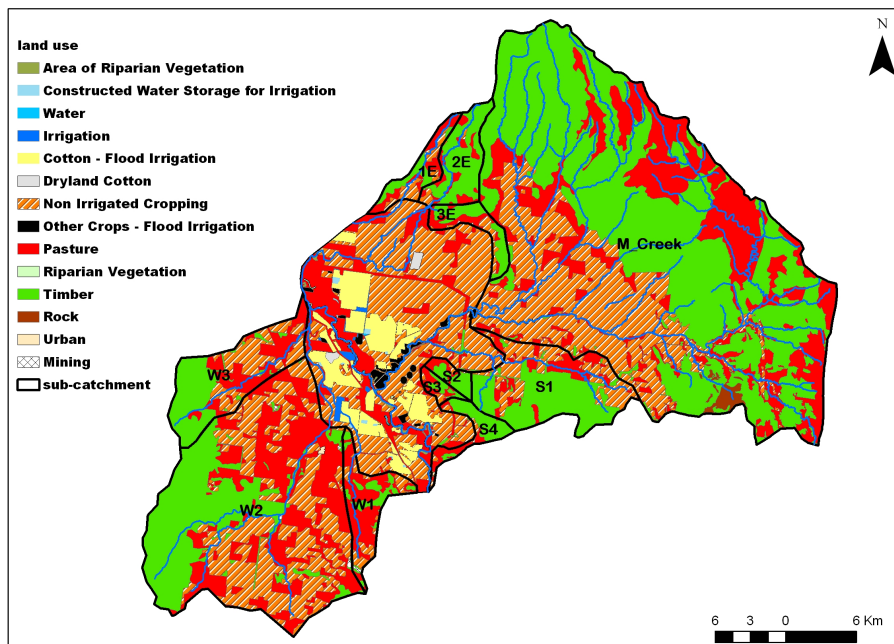 N
land use
Area of Riparian Vegetation
Constructed Water Storage for Irrigation
Water
Irrigation
Cotton - Flood Irrigation
Dryland Cotton
Non Irrigated Cropping
Other Crops - Flood Irrigation
Pasture
Riparian Vegetation
Timber
Rock
Urban
Mining
sub-catchment
1E
2E
3E
M_Creek
W3
S3
S2
S1
S4
W2
W1
6 3 0 6 Km